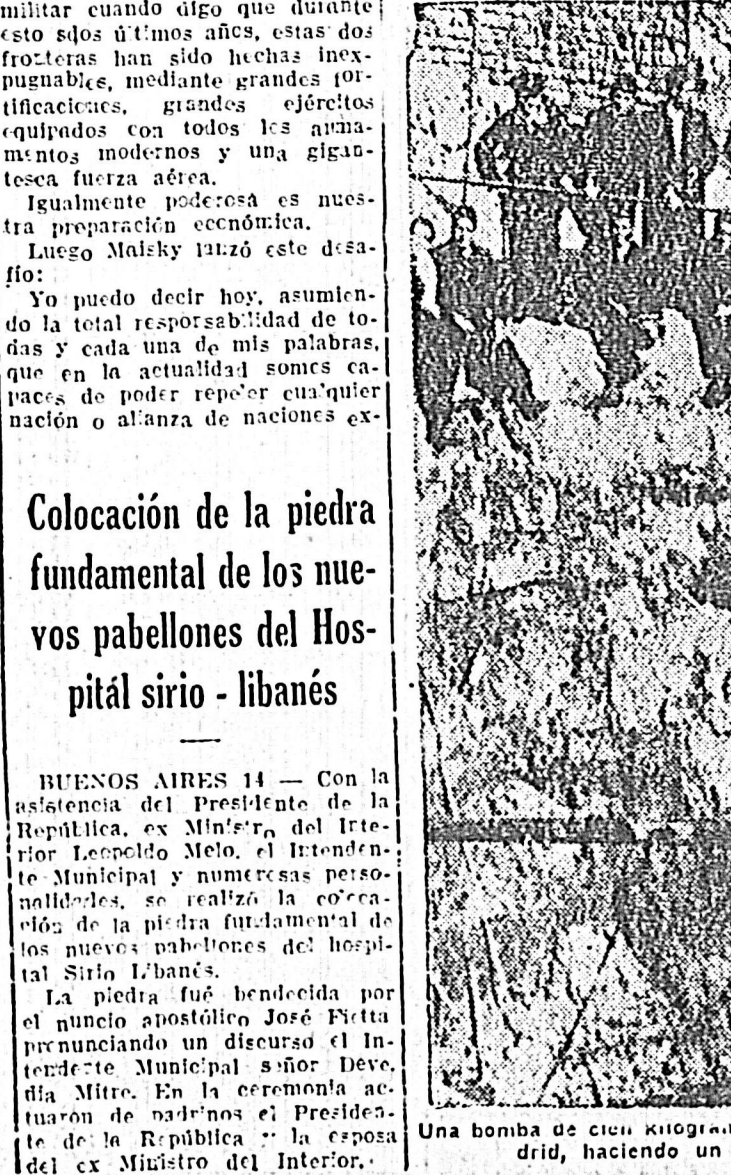 militar cuando digo que durante
esto sdos últimos años, estas dos
fronteras han sido hechas inex-
pugnables, mediante grandes for-
tificaciones, grandes ejércitos
equipados con todos los arma-
mentos modernos y una gigan-
tesca fuerza aérea.
Igualmente poderosa es nues-
tra preparación económica.
Luego Maisky lanzó este desa-
fío:
Yo puedo decir hoy, asumien-
do la total responsabilidad de to-
das y cada una de mis palabras,
que en la actualidad somos ca-
paces de poder repeler cualquier
nación o alianza de naciones ex-
Colocación de la piedra
fundamental de los nue-
vos pabellones del Hos-
pitál sirio - libanés
BUENOS AIRES 14 — Con la
asistencia del Presidente de la
República, ex Ministro del Inte-
rior Leopoldo Melo, el Intenden-
te Municipal y numerosas perso-
nalidades, se realizó la coloca-
ción de la piedra fundamental de
los nuevos pabellones del hospi-
tal Sirio Libanés.
La piedra fué bendecida por
el nuncio apostólico José Fietta
pronunciando un discurso el In-
tendente Municipal señor Deve,
dia Mitre. En la ceremonia ac-
tuaron de padrinos el Presiden-
te de la República y la esposa
del ex Ministro del Interior.
Una bomba de cien kilogram
drid, haciendo un